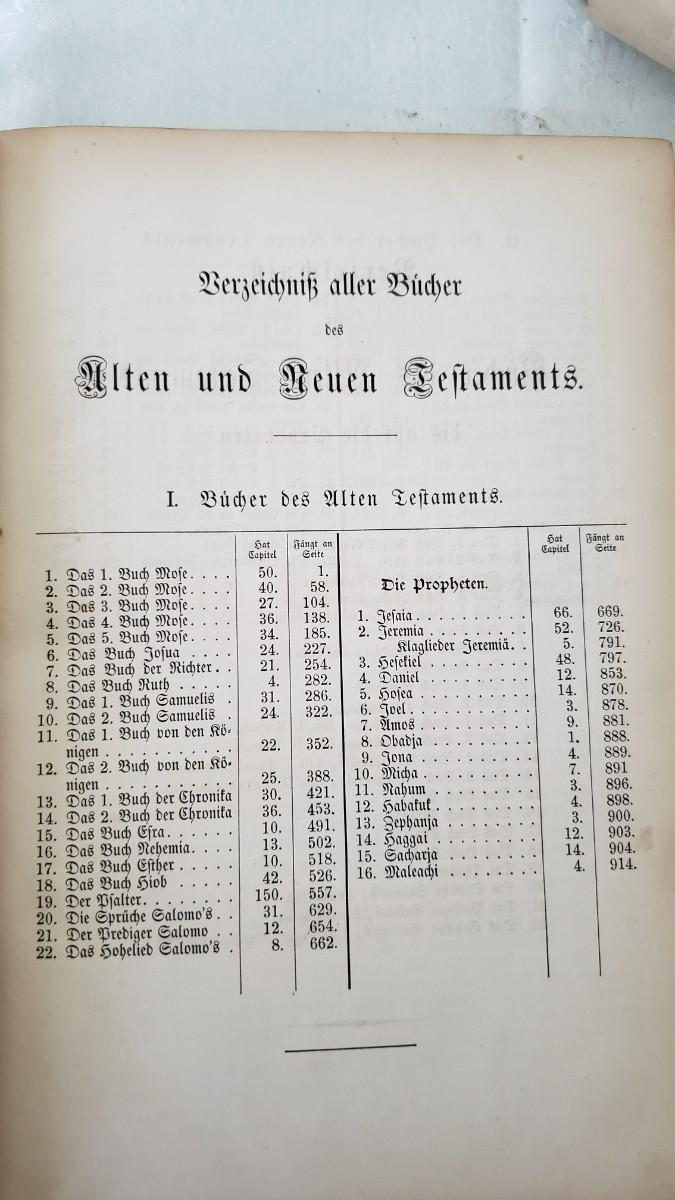 Verzeichniß aller Bücher
des
Alten und Neuen Testaments.
I. Bücher des Alten Testaments.
Hat Capitel Fängt an Seite
1. Das 1. Buch Mose. . . . 50. 1.
2. Das 2. Buch Mose. . . . 40. 58.
3. Das 3. Buch Mose. . . . 27. 104.
4. Das 4. Buch Mose. . . . 36. 138.
5. Das 5. Buch Mose. . . . 34. 185.
6. Das Buch Josua . . . . 24. 227.
7. Das Buch der Richter. . . 21. 254.
8. Das Buch Ruth . . . . . 4. 282.
9. Das 1. Buch Samuelis . 31. 286.
10. Das 2. Buch Samuelis . 24. 322.
11. Das 1. Buch von den Kö-
nigen . . . . . . . . . . . 22. 352.
12. Das 2. Buch von den Kö-
nigen . . . . . . . . . . . 25. 388.
13. Das 1. Buch der Chronika 30. 421.
14. Das 2. Buch der Chronika 36. 453.
15. Das Buch Esra. . . . . . 10. 491.
16. Das Buch Nehemia. . . . 13. 502.
17. Das Buch Esther . . . . . 10. 518.
18. Das Buch Hiob . . . . . 42. 526.
19. Der Psalter. . . . . . . . 150. 557.
20. Die Sprüche Salomo's . . 31. 629.
21. Der Prediger Salomo . . 12. 654.
22. Das Hohelied Salomo's . 8. 662.
Hat Capitel Fängt an Seite
Die Propheten.
1. Jesaia . . . . . . . . . . 66. 669.
2. Jeremia . . . . . . . . . 52. 726.
Klaglieder Jeremiä. . 5. 791.
3. Hesekiel . . . . . . . . . 48. 797.
4. Daniel . . . . . . . . . . 12. 853.
5. Hosea . . . . . . . . . . 14. 870.
6. Joel . . . . . . . . . . . 3. 878.
7. Amos . . . . . . . . . . 9. 881.
8. Obadja . . . . . . . . . 1. 888.
9. Jona . . . . . . . . . . 4. 889.
10. Micha . . . . . . . . . . 7. 891
11. Nahum . . . . . . . . . 3. 896.
12. Habakuk . . . . . . . . 4. 898.
13. Zephanja . . . . . . . . 3. 900.
14. Haggai . . . . . . . . . 12. 903.
15. Sacharja . . . . . . . . 14. 904.
16. Maleachi . . . . . . . . 4. 914.